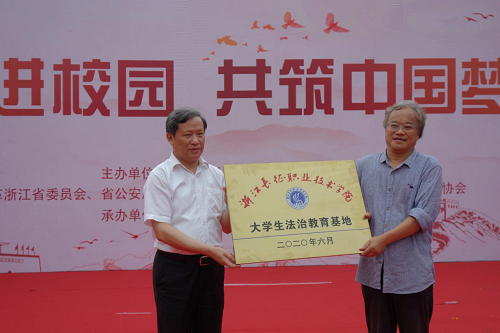 进校园 共筑中国梦
主办单位
浙江省委员会、省公安
协会
承办单位
浙江长征职业技术学院
大学生法治教育基地
二〇二〇年六月